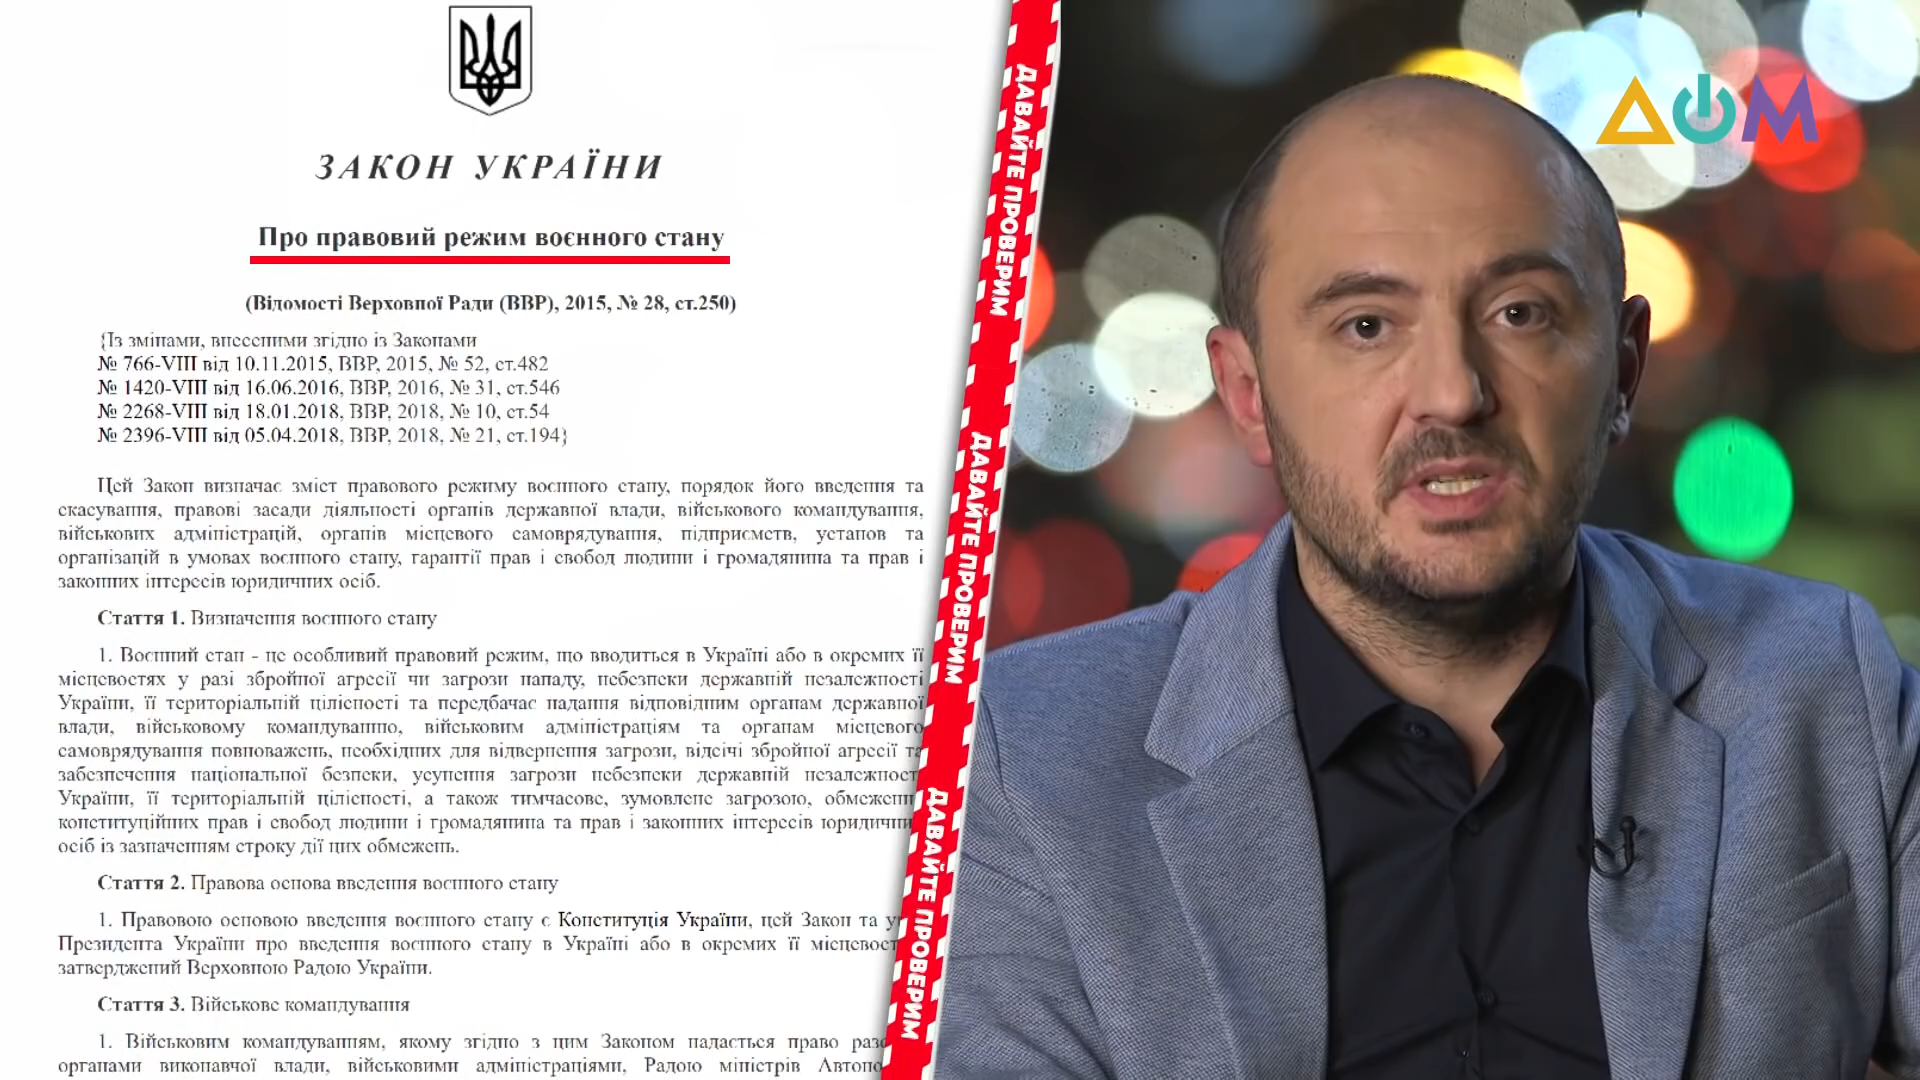 ЗАКОН УКРАЇНИ
Про правовий режим воєнного стану
(Відомості Верховної Ради (ВВР), 2015, № 28, ст.250)
{Із змінами, внесеними згідно із Законами
№ 766-VIII від 10.11.2015, ВВР, 2015, № 52, ст.482
№ 1420-VIII від 16.06.2016, ВВР, 2016, № 31, ст.546
№ 2268-VIII від 18.01.2018, ВВР, 2018, № 10, ст.54
№ 2396-VIII від 05.04.2018, ВВР, 2018, № 21, ст.194}
Цей Закон визначає зміст правового режиму воєнного стану, порядок його введення та
скасування, правові засади діяльності органів державної влади, військового командування,
військових адміністрацій, органів місцевого самоврядування, підприємств, установ та
організацій в умовах воєнного стану, гарантії прав і свобод людини і громадянина та прав і
законних інтересів юридичних осіб.
Стаття 1. Визначення воєнного стану
1. Воєнний стан - це особливий правовий режим, що вводиться в Україні або в окремих її
місцевостях у разі збройної агресії чи загрози нападу, небезпеки державній незалежності
України, її територіальній цілісності та передбачає надання відповідним органам державної
влади, військовому командуванню, військовим адміністраціям та органам місцевого
самоврядування повноважень, необхідних для відвернення загрози, відсічі збройної агресії та
забезпечення національної безпеки, усунення загрози небезпеки державній незалежност
України, її територіальній цілісності, а також тимчасове, зумовлене загрозою, обмеженн
конституційних прав і свобод людини і громадянина та прав і законних інтересів юридични
осіб із зазначенням строку дії цих обмежень.
Стаття 2. Правова основа введення воєнного стану
1. Правовою основою введення воєнного стану є Конституція України, цей Закон та у
Президента України про введення воєнного стану в Україні або в окремих її місцевост
затверджений Верховною Радою України.
Стаття 3. Військове командування
1. Військовим командуванням, якому згідно з цим Законом надається право раз
органами виконавчої влади, військовими адміністраціями, Радою міністрів Автоно
ДАВАЙТЕ ПРОВЕРИМ
ДАВАЙТЕ ПРОВЕРИМ
ДАВАЙТЕ ПРОВЕРИМ
ДОМ